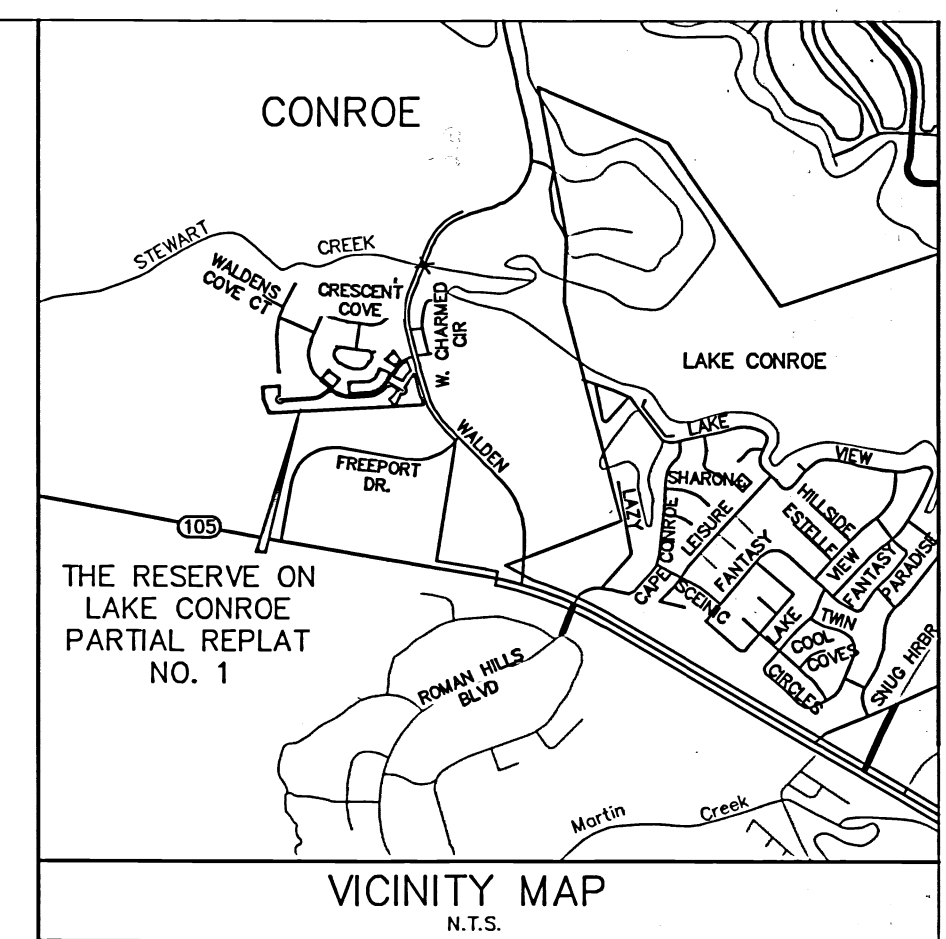 CONROE
STEWART
CREEK
WALDENS
COVE CT
CRESCENT
COVE
W. CHARMED
CIR
LAKE CONROE
WALDEN
LAKE
VIEW
FREEPORT
DR.
SHARON
LAZY
HILLSIDE
ESTELLE
LEISURE
CAPE CONROE
FANTASY
VIEW
FANTASY
PARADISE
105
SCENIC
LAKE
TWIN
COOL
COVES
CIRCLES
SNUG HRBR
THE RESERVE ON
LAKE CONROE
PARTIAL REPLAT
NO. 1
ROMAN HILLS
BLVD
Martin
Creek
VICINITY MAP
N.T.S.